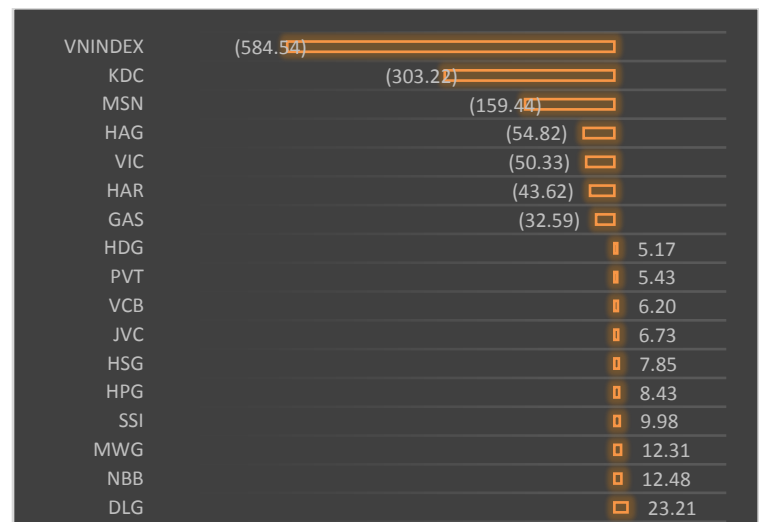 VNINDEX (584.54)
KDC (303.22)
MSN (159.44)
HAG (54.82)
VIC (50.33)
HAR (43.62)
GAS (32.59)
HDG 5.17
PVT 5.43
VCB 6.20
JVC 6.73
HSG 7.85
HPG 8.43
SSI 9.98
MWG 12.31
NBB 12.48
DLG 23.21